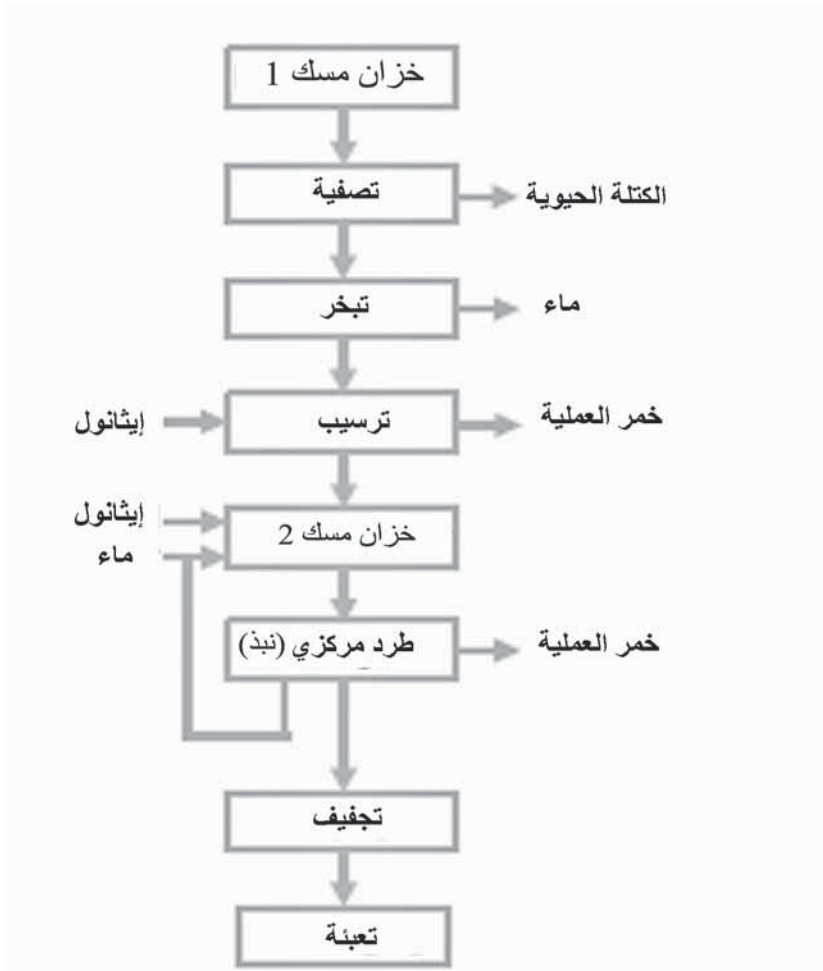 خزان مسك 1
تصفية
الكتلة الحيوية
تبخر
ماء
إيثانول
ترسيب
خمر العملية
إيثانول
ماء
خزان مسك 2
طرد مركزي (نبذ)
خمر العملية
تجفيف
تعبئة